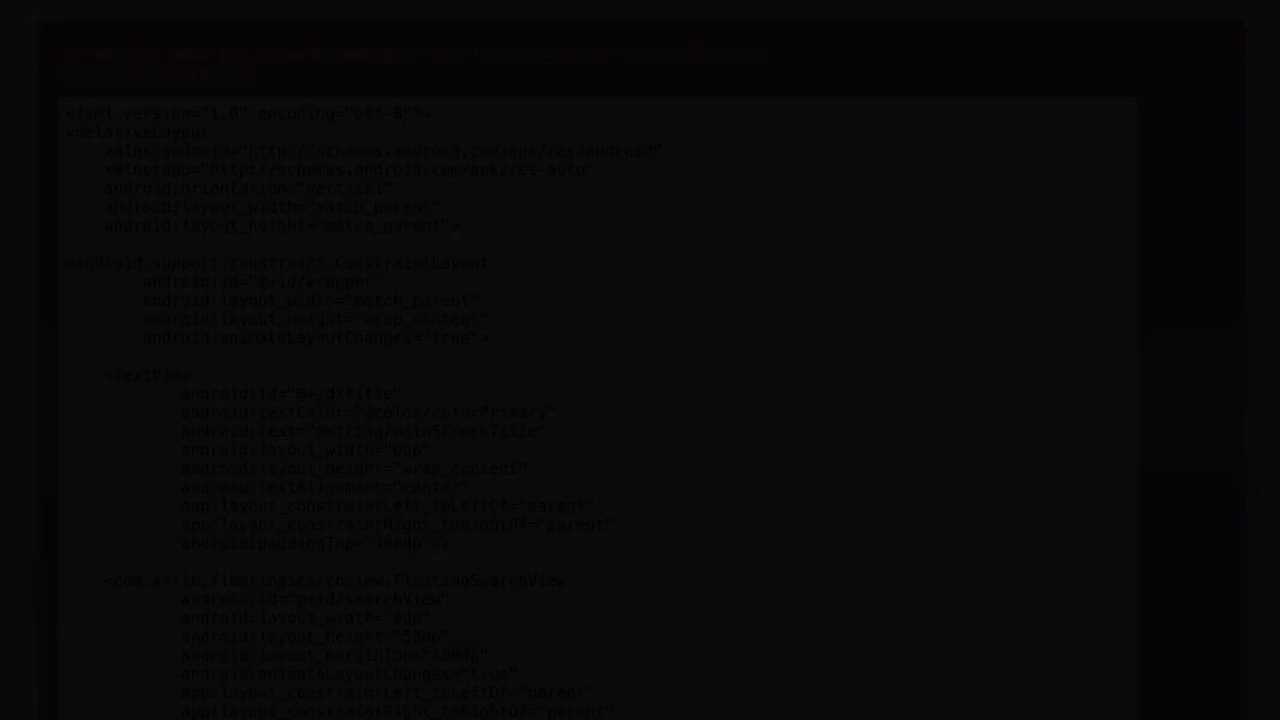 <?xml version="1.0" encoding="utf-8"?>
<RelativeLayout
xmlns:android="http://schemas.android.com/apk/res/android"
xmlns:app="http://schemas.android.com/apk/res-auto"
android:orientation="vertical"
android:layout_width="match_parent"
android:layout_height="match_parent">
<android.support.constraint.ConstraintLayout
android:id="@+id/wrapper"
android:layout_width="match_parent"
android:layout_height="wrap_content"
android:animateLayoutChanges="true">
<TextView
android:id="@+id/title"
android:textColor="@color/colorPrimary"
android:text="@string/mainScreenTitle"
android:layout_width="0dp"
android:layout_height="wrap_content"
android:textAlignment="center"
app:layout_constraintLeft_toLeftOf="parent"
app:layout_constraintRight_toRightOf="parent"
android:paddingTop="100dp"/>
<com.arlib.floatingsearchview.FloatingSearchView
android:id="@+id/searchView"
android:layout_width="0dp"
android:layout_height="50dp"
android:layout_marginTop="100dp"
android:animateLayoutChanges="true"
app:layout_constraintLeft_toLeftOf="parent"
app:layout_constraintRight_toRightOf="parent"